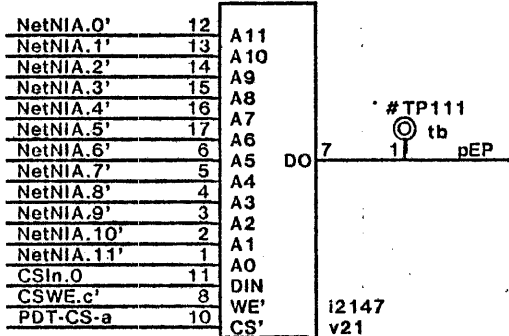 NetNIA.0' 12 A11
NetNIA.1' 13 A10
NetNIA.2' 14 A9
NetNIA.3' 15 A8
NetNIA.4' 16 A7
NetNIA.5' 17 A6
NetNIA.6' 6 A5 DO 7 1 pEP
NetNIA.7' 5 A4
NetNIA.8' 4 A3
NetNIA.9' 3 A2
NetNIA.10' 2 A1
NetNIA.11' 1 A0
CSIn.0 11 DIN
CSWE.c' 8 WE' i2147
PDT-CS-a 10 CS' v21
#TP111
tb